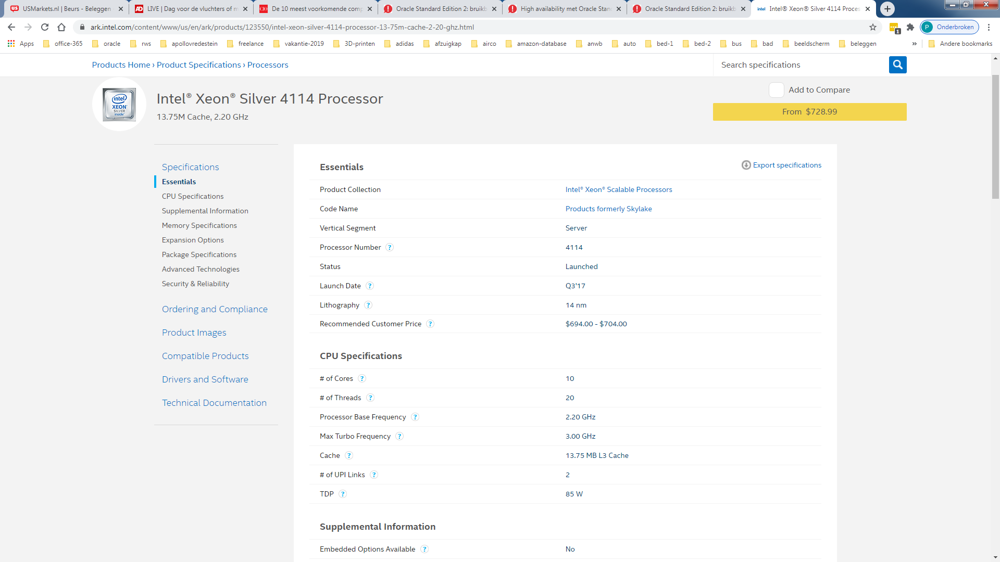 USMarkets.nl | Beurs - Beleggen
LIVE | Dag voor de vluchters of m
De 10 meest voorkomende comp
Oracle Standard Edition 2: bruikb
High availability met Oracle Stan
Oracle Standard Edition 2: bruikb
Intel® Xeon® Silver 4114 Proces
ark.intel.com/content/www/us/en/ark/products/123550/intel-xeon-silver-4114-processor-13-75m-cache-2-20-ghz.html
1
P Onderbroken
Apps office-365 oracle rws apollovredestein freelance vakantie-2019 3D-printen adidas afzuigkap airco amazon-database anwb auto bed-1 bed-2 bus bad beeldscherm beleggen » Andere bookmarks
Products Home › Product Specifications › Processors
Search specifications
intel XEON SILVER inside
Intel® Xeon® Silver 4114 Processor
13.75M Cache, 2.20 GHz
Add to Compare
From $728.99
Specifications
Essentials
CPU Specifications
Supplemental Information
Memory Specifications
Expansion Options
Package Specifications
Advanced Technologies
Security & Reliability
Ordering and Compliance
Product Images
Compatible Products
Drivers and Software
Technical Documentation
Essentials
Export specifications
Product Collection Intel® Xeon® Scalable Processors
Code Name Products formerly Skylake
Vertical Segment Server
Processor Number ? 4114
Status Launched
Launch Date ? Q3'17
Lithography ? 14 nm
Recommended Customer Price ? $694.00 - $704.00
CPU Specifications
# of Cores ? 10
# of Threads ? 20
Processor Base Frequency ? 2.20 GHz
Max Turbo Frequency ? 3.00 GHz
Cache ? 13.75 MB L3 Cache
# of UPI Links ? 2
TDP ? 85 W
Supplemental Information
Embedded Options Available ? No